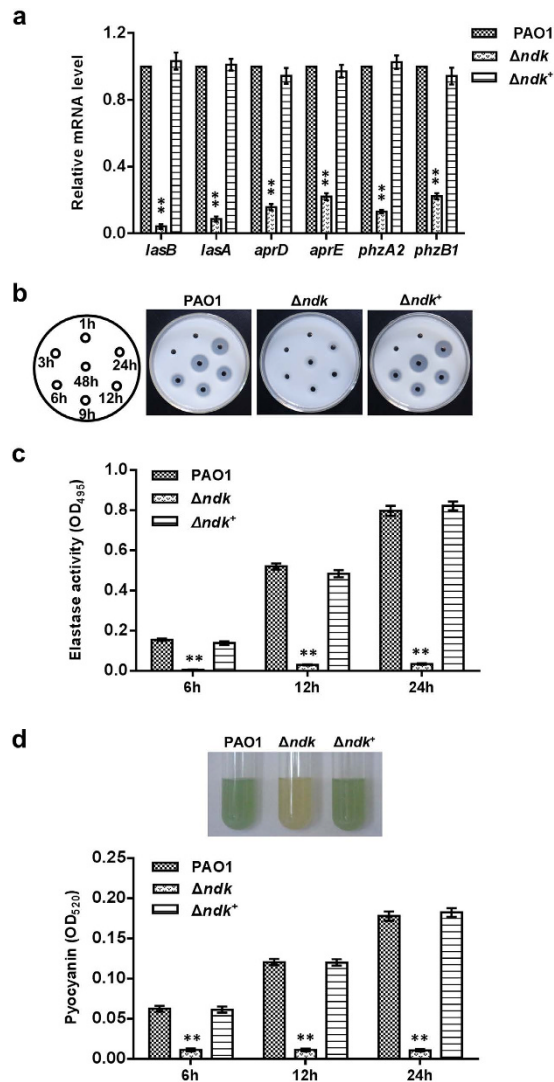 a
Relative mRNA level
1.2
0.8
0.4
0.0
** ** ** ** ** **
lasB lasA aprD aprE phzA2 phzB1
PAO1
Δndk
Δndk⁺
b
1h
3h 24h
48h
6h 12h
9h
PAO1 Δndk Δndk⁺
c
Elastase activity (OD₄₉₅)
1.0
0.8
0.6
0.4
0.2
0.0
PAO1
Δndk
Δndk⁺
** ** **
6h 12h 24h
d
PAO1 Δndk Δndk⁺
Pyocyanin (OD₅₂₀)
0.25
0.20
0.15
0.10
0.05
0.00
PAO1
Δndk
Δndk⁺
** ** **
6h 12h 24h